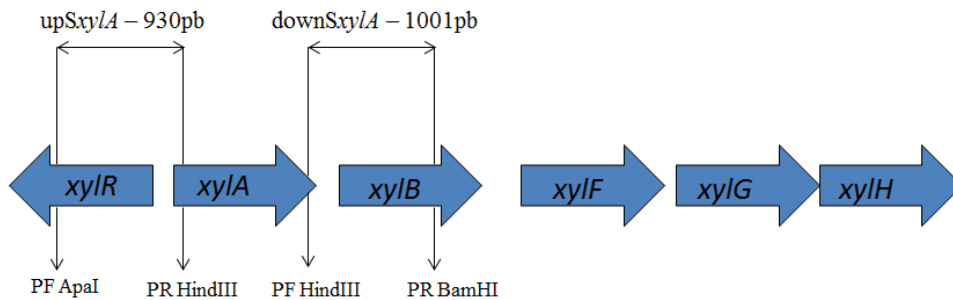 upSxylA – 930pb downSxylA – 1001pb
xylR xylA xylB xylF xylG xylH
PF ApaI PR HindIII PF HindIII PR BamHI